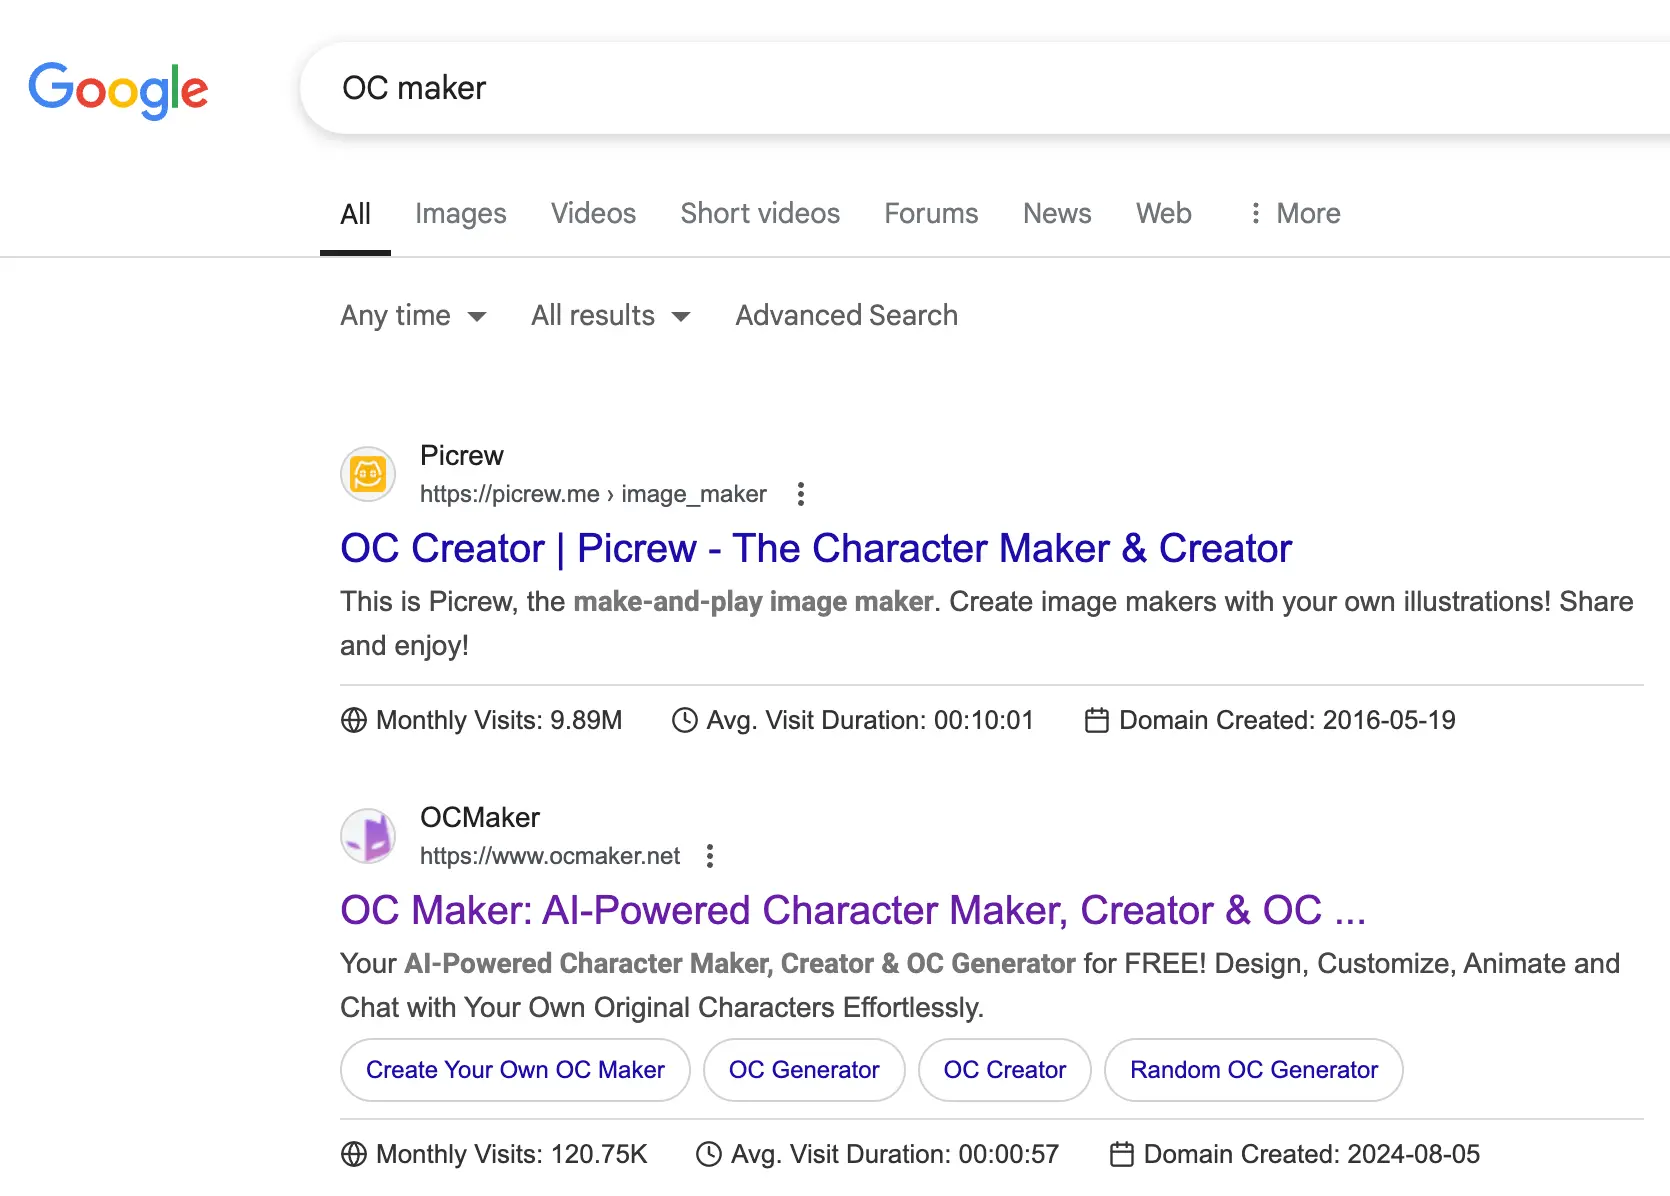 Google
OC maker
All Images Videos Short videos Forums News Web More
Any time All results Advanced Search
Picrew
https://picrew.me › image_maker
OC Creator | Picrew - The Character Maker & Creator
This is Picrew, the make-and-play image maker. Create image makers with your own illustrations! Share
and enjoy!
Monthly Visits: 9.89M Avg. Visit Duration: 00:10:01 Domain Created: 2016-05-19
OCMaker
https://www.ocmaker.net
OC Maker: AI-Powered Character Maker, Creator & OC ...
Your AI-Powered Character Maker, Creator & OC Generator for FREE! Design, Customize, Animate and
Chat with Your Own Original Characters Effortlessly.
Create Your Own OC Maker OC Generator OC Creator Random OC Generator
Monthly Visits: 120.75K Avg. Visit Duration: 00:00:57 Domain Created: 2024-08-05